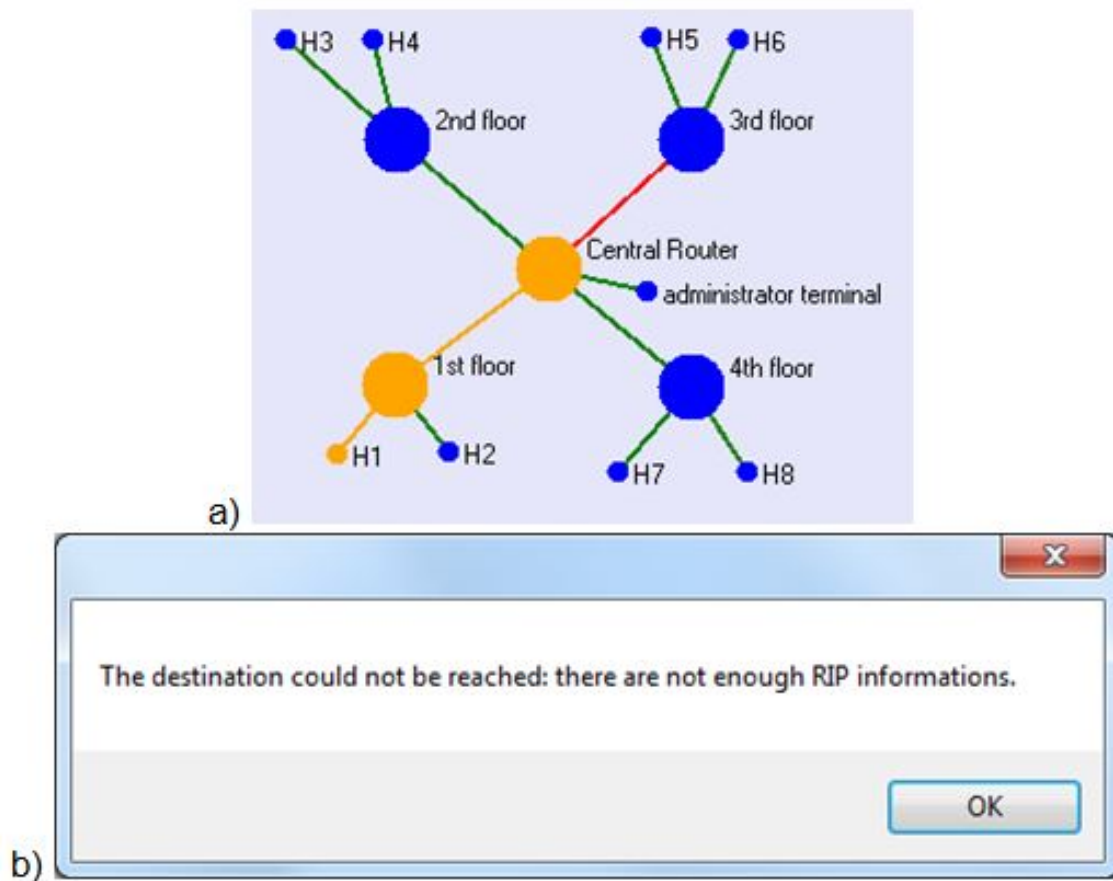 H3
H4
H5
H6
2nd floor
3rd floor
Central Router
administrator terminal
1st floor
4th floor
H1
H2
H7
H8
a)
x
The destination could not be reached: there are not enough RIP informations.
OK
b)